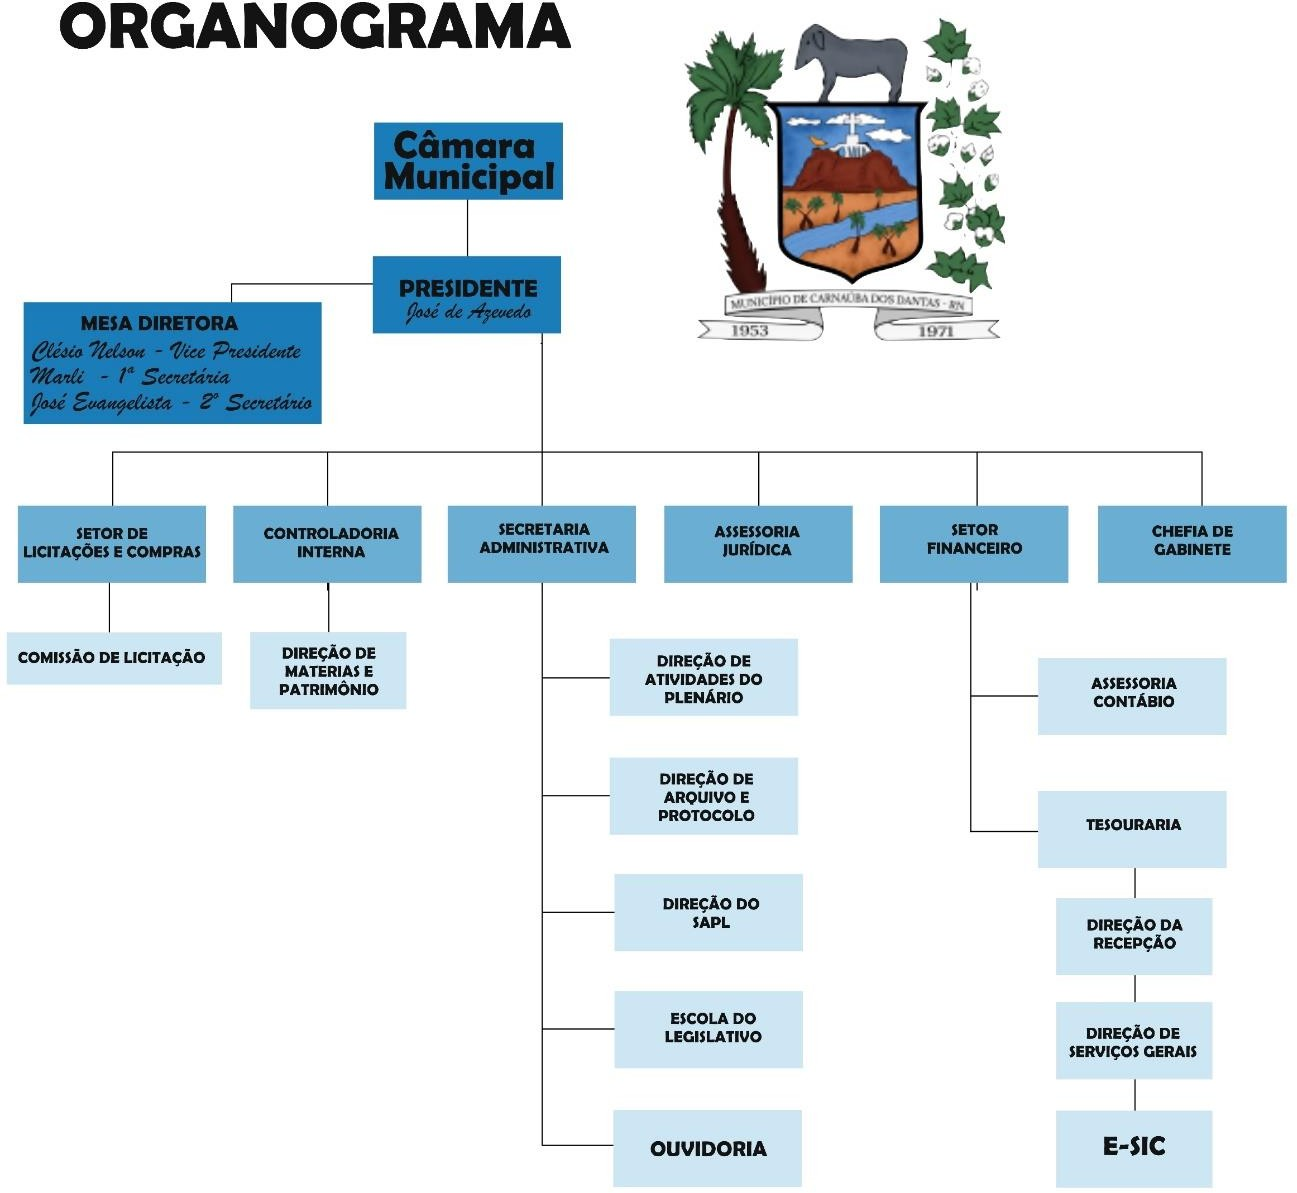 ORGANOGRAMA
Câmara
Municipal
PRESIDENTE
José de Azevedo
MESA DIRETORA
Clésio Nelson - Vice Presidente
Marli - 1ª Secretária
José Evangelista - 2º Secretário
MUNICÍPIO DE CARNAÚBA DOS DANTAS - RN
1953
1971
SETOR DE
LICITAÇÕES E COMPRAS
CONTROLADORIA
INTERNA
SECRETARIA
ADMINISTRATIVA
ASSESSORIA
JURÍDICA
SETOR
FINANCEIRO
CHEFIA DE
GABINETE
COMISSÃO DE LICITAÇÃO
DIREÇÃO DE
MATERIAS E
PATRIMÔNIO
DIREÇÃO DE
ATIVIDADES DO
PLENÁRIO
DIREÇÃO DE
ARQUIVO E
PROTOCOLO
DIREÇÃO DO
SAPL
ESCOLA DO
LEGISLATIVO
OUVIDORIA
ASSESSORIA
CONTÁBIO
TESOURARIA
DIREÇÃO DA
RECEPÇÃO
DIREÇÃO DE
SERVIÇOS GERAIS
E-SIC